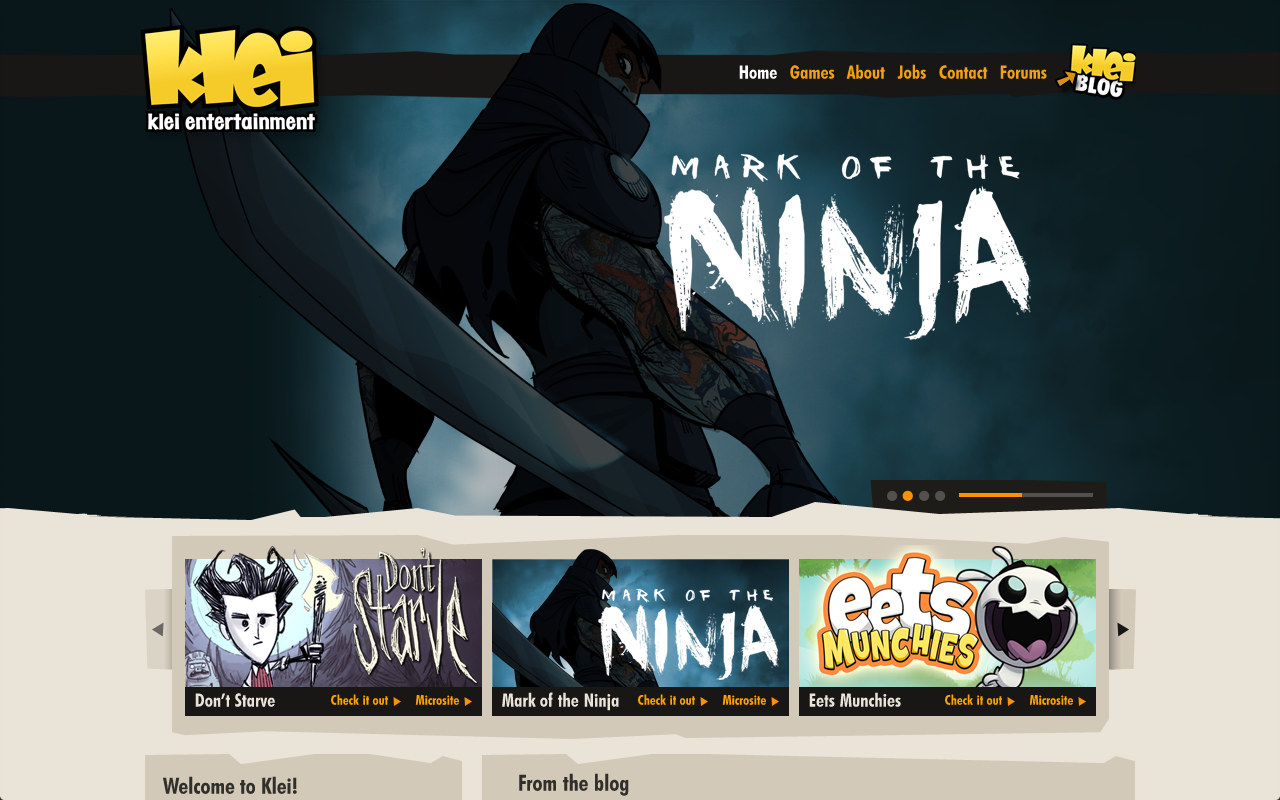 klei
klei entertainment
Home Games About Jobs Contact Forums
klei
BLOG
MARK OF THE
NINJA
Don't
Starve
MARK OF THE
NINJA
eets
MUNCHIES
Don't Starve Check it out Microsite
Mark of the Ninja Check it out Microsite
Eets Munchies Check it out Microsite
Welcome to Klei!
From the blog